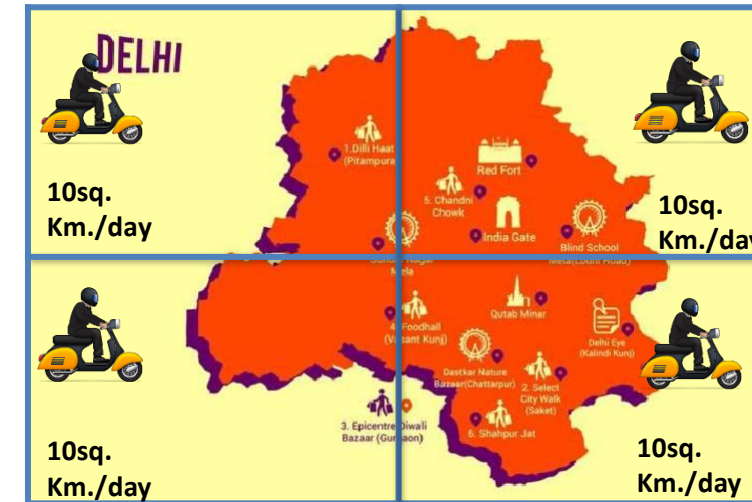 DELHI
10sq.
Km./day
1.Dilli Haat
(Pitampura
Red Fort
5. Chandni
Chowk
India Gate
Blind School
10sq.
Km./day
Mela
4. Foodhall
(Vasant Kunj)
Qutab Minar
Delhi Eye
(Kalindi Kunj)
Dastkar Nature
Bazaar(Chattarpur)
2. Select
City Walk
(Saket)
3. Epicentre Diwali
Bazaar (Gurgaon)
6. Shahpur Jat
10sq.
Km./day
10sq.
Km./day